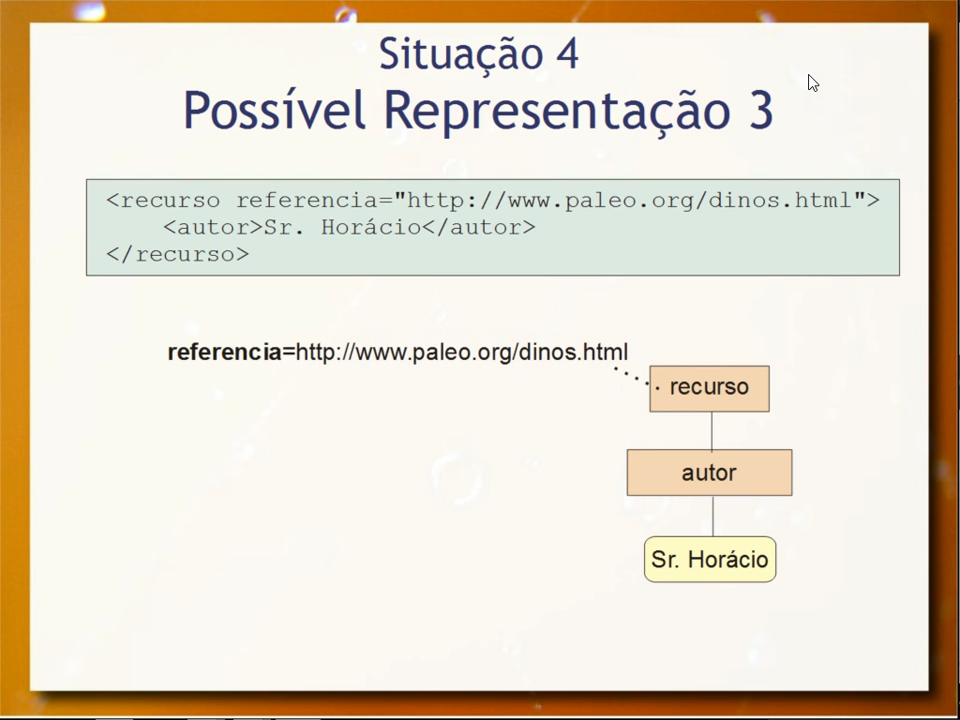 Situação 4
Possível Representação 3
<recurso referencia="http://www.paleo.org/dinos.html">
<autor>Sr. Horácio</autor>
</recurso>
referencia=http://www.paleo.org/dinos.html
recurso
autor
Sr. Horácio